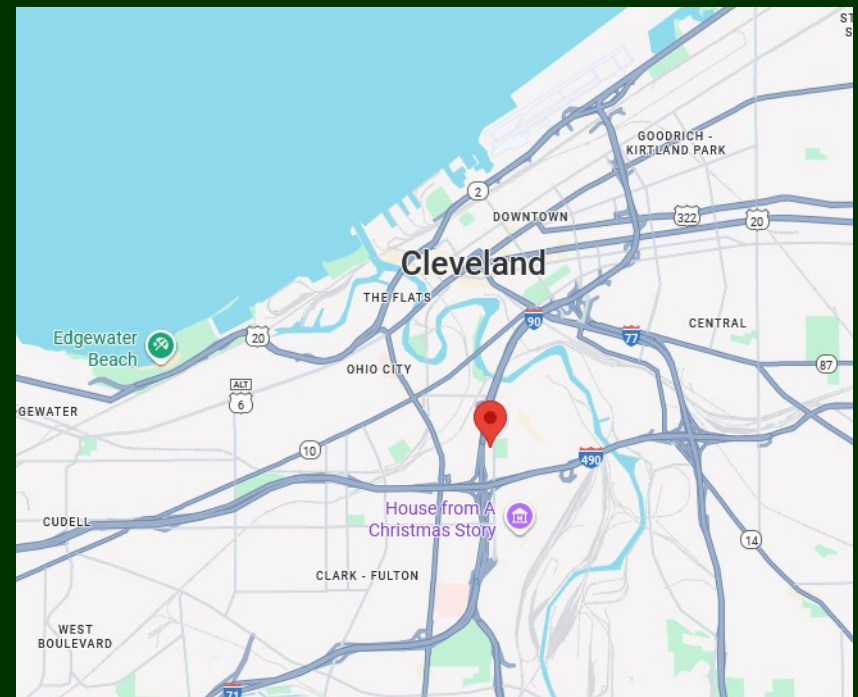 ST
S
GOODRICH -
KIRTLAND PARK
2
DOWNTOWN
322
20
Cleveland
THE FLATS
90
CENTRAL
77
Edgewater
Beach
20
OHIO CITY
87
ALT
6
GEWATER
10
490
House from A
Christmas Story
CUDELL
14
CLARK - FULTON
WEST
BOULEVARD
71